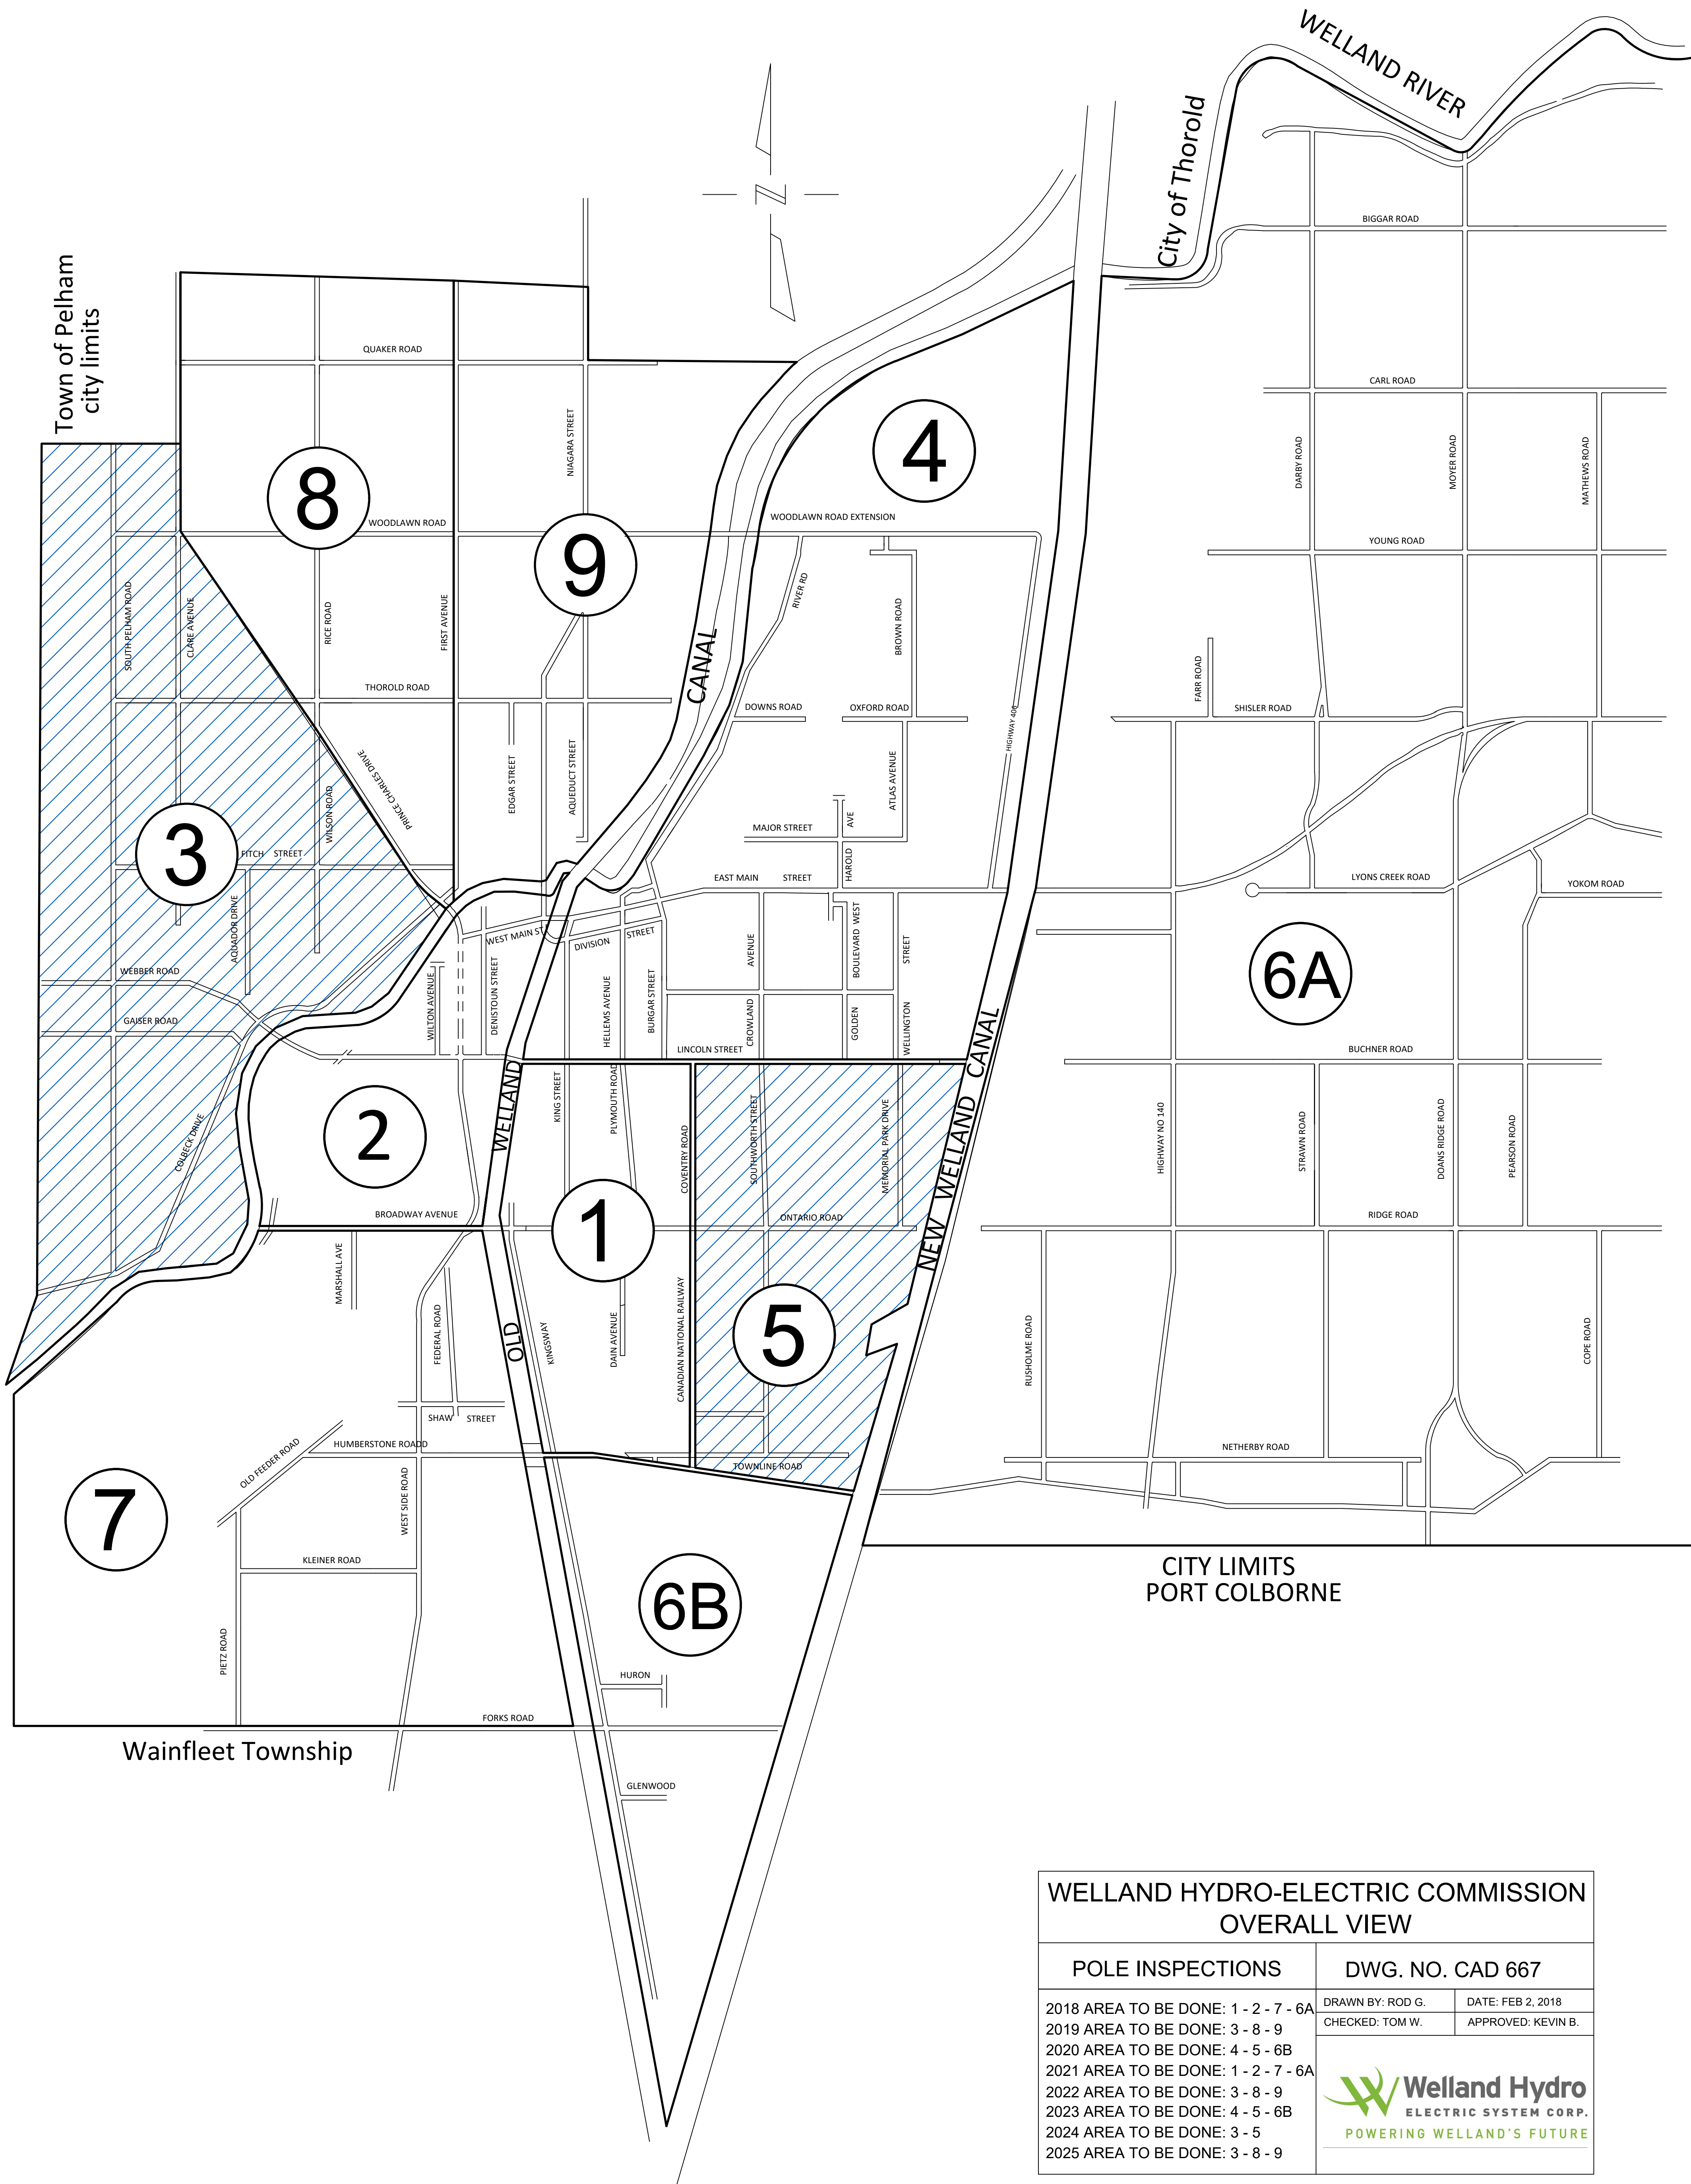 WELLAND RIVER
City of Thorold
N
BIGGAR ROAD
Town of Pelham
city limits
QUAKER ROAD
CARL ROAD
NIAGARA STREET
4
DARBY ROAD
MOYER ROAD
MATHEWS ROAD
8
WOODLAWN ROAD
WOODLAWN ROAD EXTENSION
9
YOUNG ROAD
SOUTH PELHAM ROAD
CLARE AVENUE
RICE ROAD
FIRST AVENUE
RIVER RD
BROWN ROAD
CANAL
FARR ROAD
THOROLD ROAD
DOWNS ROAD
OXFORD ROAD
HIGHWAY 406
SHISLER ROAD
PRINCE CHARLES DRIVE
EDGAR STREET
AQUEDUCT STREET
ATLAS AVENUE
WILSON ROAD
MAJOR STREET
HAROLD AVE
3
FITCH STREET
EAST MAIN STREET
LYONS CREEK ROAD
YOKOM ROAD
AQUADOR DRIVE
WEST MAIN ST
DIVISION STREET
CROWLAND AVENUE
GOLDEN BOULEVARD WEST
WELLINGTON STREET
6A
WEBBER ROAD
WILTON AVENUE
DENISTOUN STREET
HELLEMS AVENUE
BURGAR STREET
GAISER ROAD
LINCOLN STREET
BUCHNER ROAD
NEW WELLAND CANAL
OLD WELLAND
KING STREET
PLYMOUTH ROAD
COVENTRY ROAD
SOUTHWORTH STREET
MEMORIAL PARK DRIVE
HIGHWAY NO 140
STRAWN ROAD
DOANS RIDGE ROAD
PEARSON ROAD
COLBECK DRIVE
2
BROADWAY AVENUE
1
ONTARIO ROAD
RIDGE ROAD
MARSHALL AVE
FEDERAL ROAD
KINGSWAY
DAIN AVENUE
CANADIAN NATIONAL RAILWAY
5
RUSHOLME ROAD
COPE ROAD
SHAW STREET
HUMBERSTONE ROADD
OLD FEEDER ROAD
TOWNLINE ROAD
NETHERBY ROAD
7
WEST SIDE ROAD
KLEINER ROAD
CITY LIMITS
PORT COLBORNE
6B
PIETZ ROAD
HURON
FORKS ROAD
Wainfleet Township
GLENWOOD
WELLAND HYDRO-ELECTRIC COMMISSION
OVERALL VIEW
POLE INSPECTIONS
DWG. NO. CAD 667
2018 AREA TO BE DONE: 1 - 2 - 7 - 6A
2019 AREA TO BE DONE: 3 - 8 - 9
2020 AREA TO BE DONE: 4 - 5 - 6B
2021 AREA TO BE DONE: 1 - 2 - 7 - 6A
2022 AREA TO BE DONE: 3 - 8 - 9
2023 AREA TO BE DONE: 4 - 5 - 6B
2024 AREA TO BE DONE: 3 - 5
2025 AREA TO BE DONE: 3 - 8 - 9
DRAWN BY: ROD G.
DATE: FEB 2, 2018
CHECKED: TOM W.
APPROVED: KEVIN B.
Welland Hydro
ELECTRIC SYSTEM CORP.
POWERING WELLAND'S FUTURE